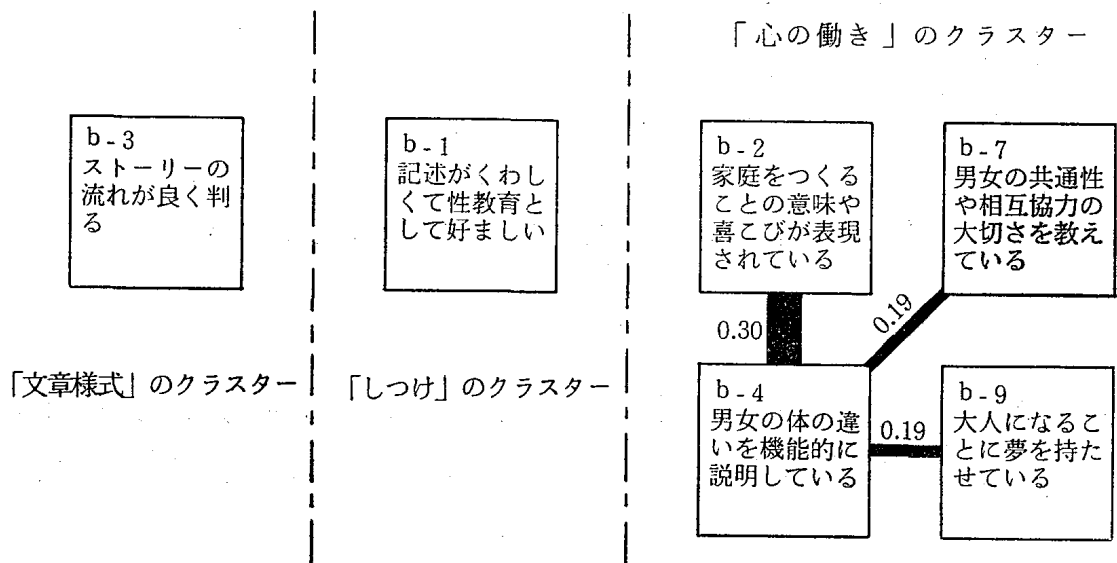 「心の働き」のクラスター
b-3
ストーリーの
流れが良く判
る
b-1
記述がくわし
くて性教育と
して好ましい
b-2
家庭をつくる
ことの意味や
喜こびが表現
されている
b-7
男女の共通性
や相互協力の
大切さを教え
ている
0.30
0.19
「文章様式」のクラスター
「しつけ」のクラスター
b-4
男女の体の違
いを機能的に
説明している
0.19
b-9
大人になるこ
とに夢を持た
せている